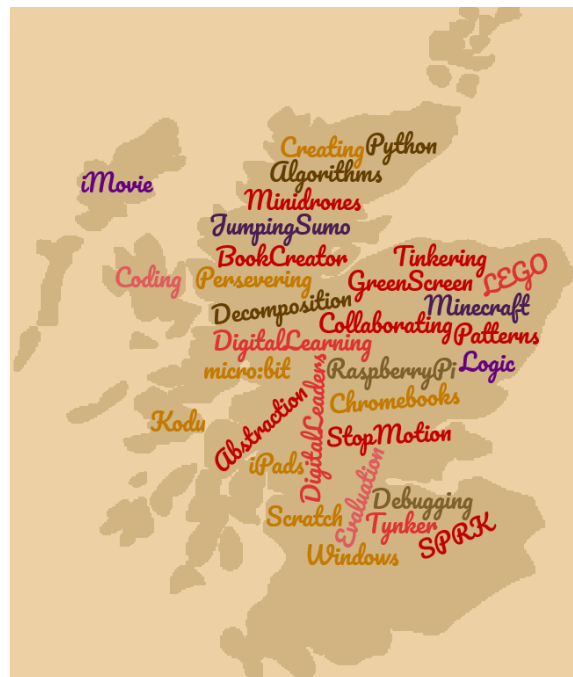 Creating
Python
Algorithms
iMovie
Minidrones
JumpingSumo
BookCreator
Tinkering
Coding
Persevering
GreenScreen
LEGO
Decomposition
Minecraft
Collaborating
Patterns
DigitalLearning
micro:bit
RaspberryPi
Logic
Chromebooks
Kodu
Abstraction
DigitalLeaders
StopMotion
iPads
Evaluation
Debugging
Scratch
Tynker
SPRK
Windows